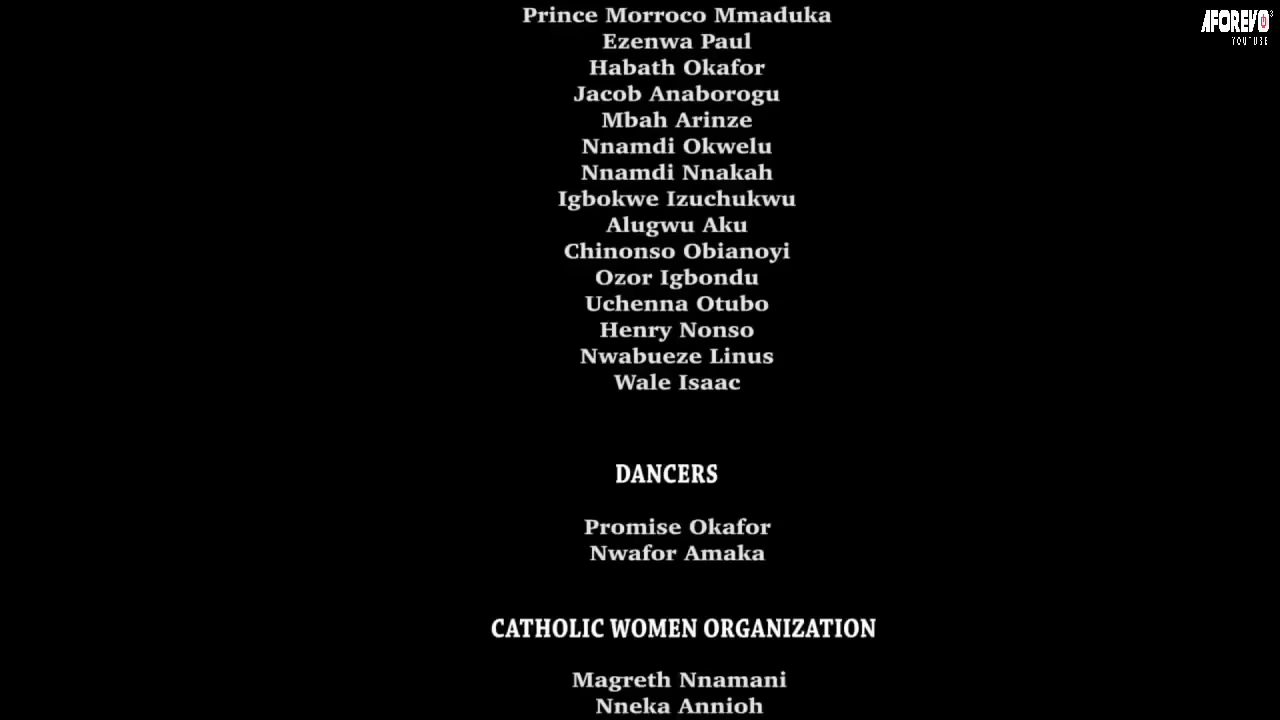 Prince Morroco Mmaduka
AFOREVO
YOUTUBE
Ezenwa Paul
Habath Okafor
Jacob Anaborogu
Mbah Arinze
Nnamdi Okwelu
Nnamdi Nnakah
Igbokwe Izuchukwu
Alugwu Aku
Chinonso Obianoyi
Ozor Igbondu
Uchenna Otubo
Henry Nonso
Nwabueze Linus
Wale Isaac
DANCERS
Promise Okafor
Nwafor Amaka
CATHOLIC WOMEN ORGANIZATION
Magreth Nnamani
Nneka Annioh